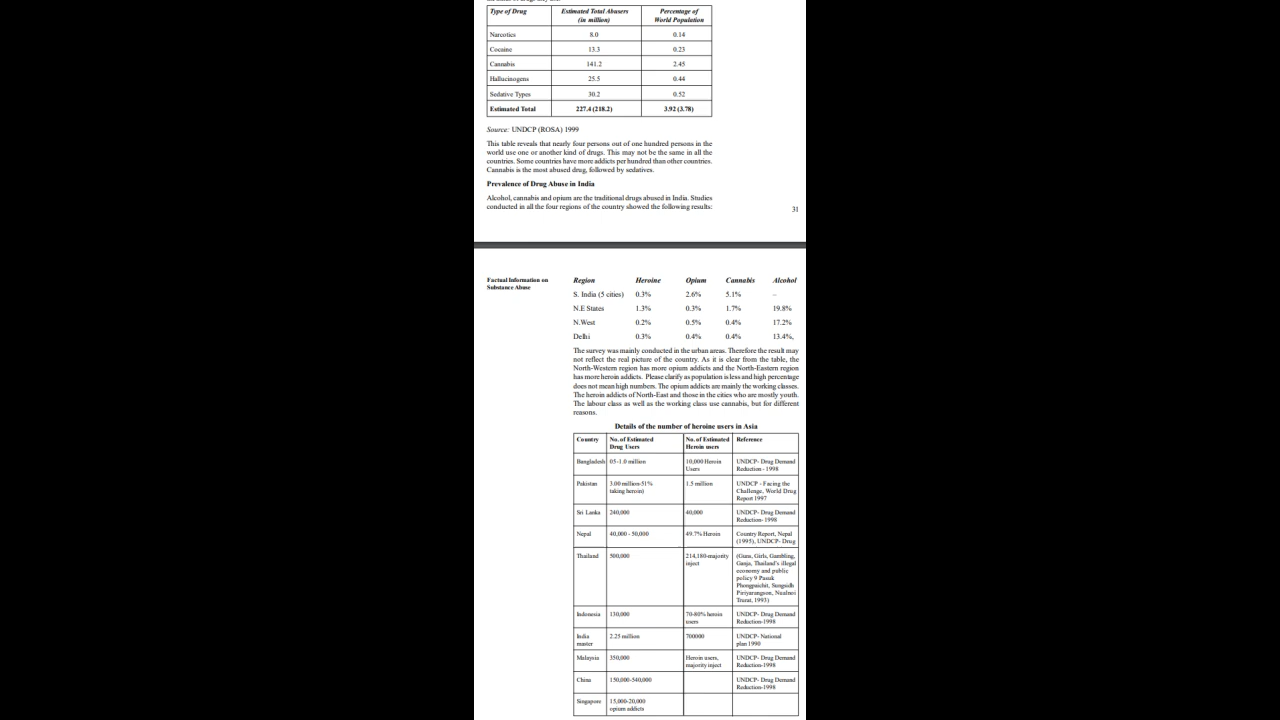 Type of Drug Estimated Total Abusers Percentage of
(in million) World Population
Narcotics 8.0 0.14
Cocaine 13.3 0.23
Cannabis 141.2 2.45
Hallucinogens 25.5 0.44
Sedative Types 30.2 0.52
Estimated Total 227.4 (218.2) 3.92 (3.78)
Source: UNDCP (ROSA) 1999
This table reveals that nearly four persons out of one hundred persons in the
world use one or another kind of drugs. This may not be the same in all the
countries. Some countries have more addicts per hundred than other countries.
Cannabis is the most abused drug, followed by sedatives.
Prevalence of Drug Abuse in India
Alcohol, cannabis and opium are the traditional drugs abused in India. Studies
conducted in all the four regions of the country showed the following results:
31
Factual Information on
Substance Abuse
Region Heroine Opium Cannabis Alcohol
S. India (5 cities) 0.3% 2.6% 5.1% –
N.E States 1.3% 0.3% 1.7% 19.8%
N.West 0.2% 0.5% 0.4% 17.2%
Delhi 0.3% 0.4% 0.4% 13.4%,
The survey was mainly conducted in the urban areas. Therefore the result may
not reflect the real picture of the country. As it is clear from the table, the
North-Western region has more opium addicts and the North-Eastern region
has more heroin addicts. Please clarify as population is less and high percentage
does not mean high numbers. The opium addicts are mainly the working classes.
The heroin addicts of North-East and those in the cities who are mostly youth.
The labour class as well as the working class use cannabis, but for different
reasons.
Details of the number of heroine users in Asia
Country No. of Estimated No. of Estimated Reference
Drug Users Heroin users
Bangladesh 05-1.0 million 10,000 Heroin UNDCP- Drug Demand
Users Reduction - 1998
Pakistan 3.00 million-51% 1.5 million UNDCP - Facing the
taking heroin) Challenge, World Drug
Report 1997
Sri Lanka 240,000 40,000 UNDCP- Drug Demand
Reduction- 1998
Nepal 40,000 - 50,000 49.7% Heroin Country Report, Nepal
(1995), UNDCP- Drug
Thailand 500,000 214,180-majority (Guns, Girls, Gambling,
inject Ganja, Thailand's illegal
economy and public
policy 9 Pasuk
Phongpaichit, Sungsidh
Piriyarangson, Nualnoi
Treerat, 1993)
Indonesia 130,000 70-80% heroin UNDCP- Drug Demand
users Reduction-1998
India 2.25 million 700000 UNDCP- National
master plan 1990
Malaysia 350,000 Heroin users, UNDCP- Drug Demand
majority inject Reduction-1998
China 150,000-540,000 UNDCP- Drug Demand
Reduction-1998
Singapore 15,000-20,000
opium addicts